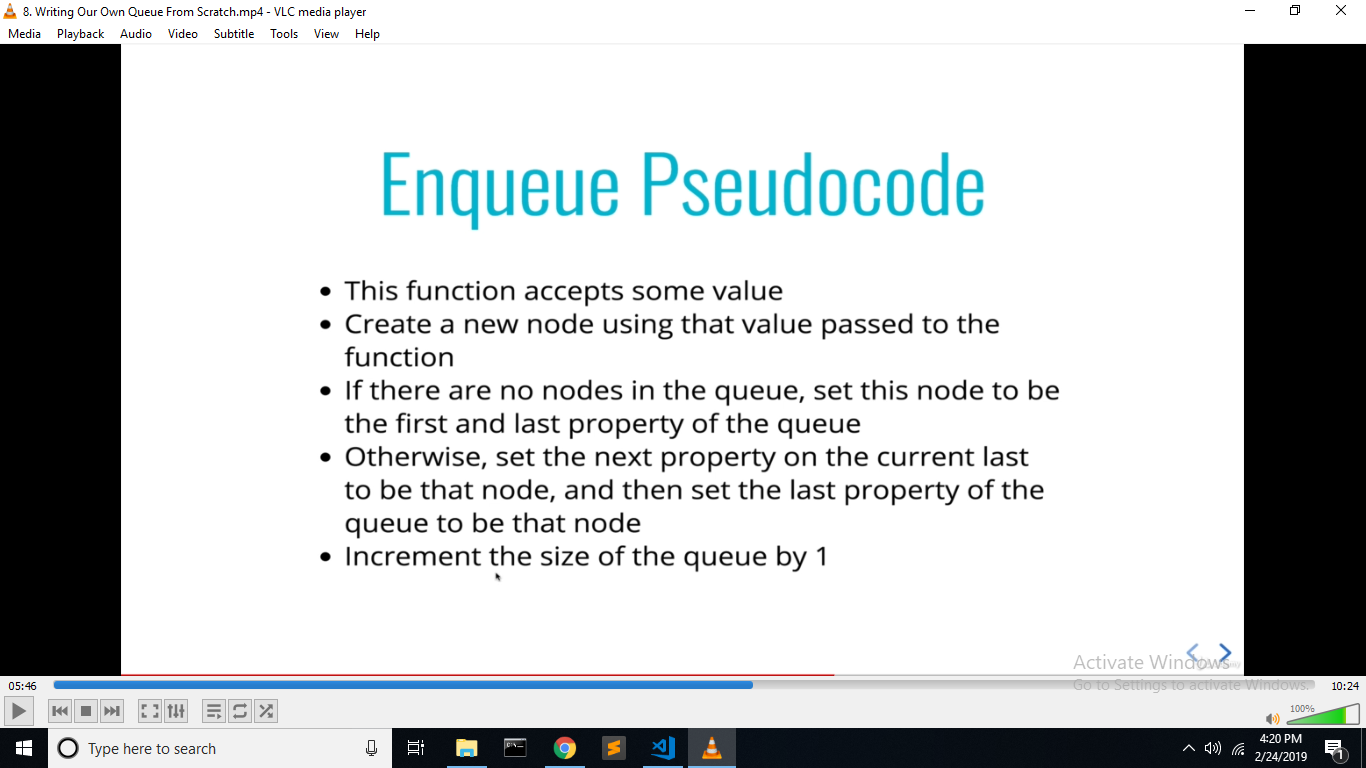 8. Writing Our Own Queue From Scratch.mp4 - VLC media player
Media Playback Audio Video Subtitle Tools View Help
Enqueue Pseudocode
• This function accepts some value
• Create a new node using that value passed to the
function
• If there are no nodes in the queue, set this node to be
the first and last property of the queue
• Otherwise, set the next property on the current last
to be that node, and then set the last property of the
queue to be that node
• Increment the size of the queue by 1
Activate Windows
Go to Settings to activate Windows.
05:46
10:24
100%
Type here to search
4:20 PM
2/24/2019
1